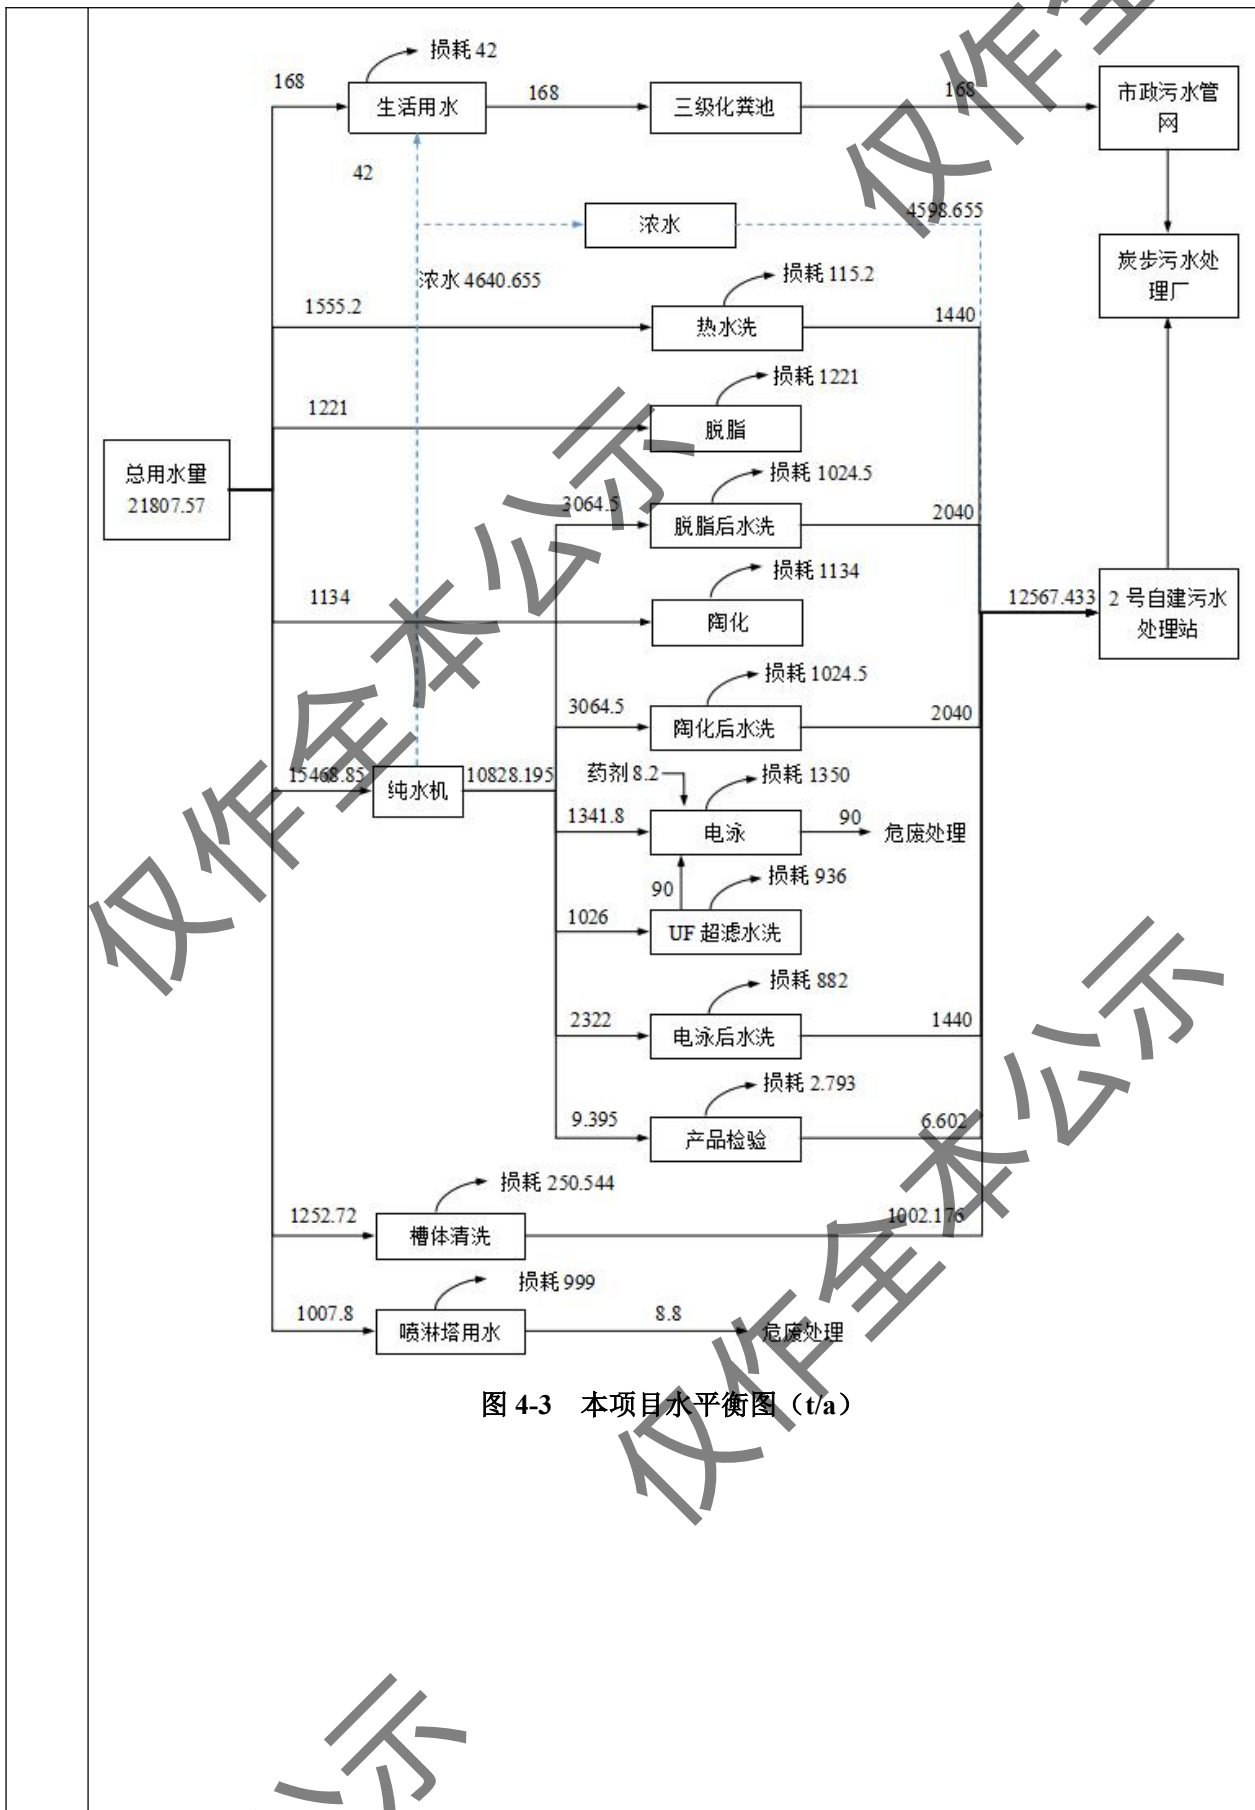 损耗 42
168
生活用水
168
三级化粪池
168
市政污水管
网
42
浓水
4598.655
炭步污水处
理厂
浓水 4640.655
损耗 115.2
1555.2
热水洗
1440
损耗 1221
1221
脱脂
总用水量
21807.57
损耗 1024.5
3064.5
脱脂后水洗
2040
损耗 1134
1134
陶化
12567.433
2 号自建污水
处理站
损耗 1024.5
3064.5
陶化后水洗
2040
15468.85
纯水机
10828.195
药剂 8.2
损耗 1350
1341.8
电泳
90
危废处理
90
损耗 936
1026
UF 超滤水洗
损耗 882
2322
电泳后水洗
1440
损耗 2.793
9.395
产品检验
6.602
损耗 250.544
1252.72
槽体清洗
1002.176
损耗 999
1007.8
喷淋塔用水
8.8
危废处理
图 4-3 本项目水平衡图（t/a）
仅作全
仅作全本公示
仅作全本公示
公示